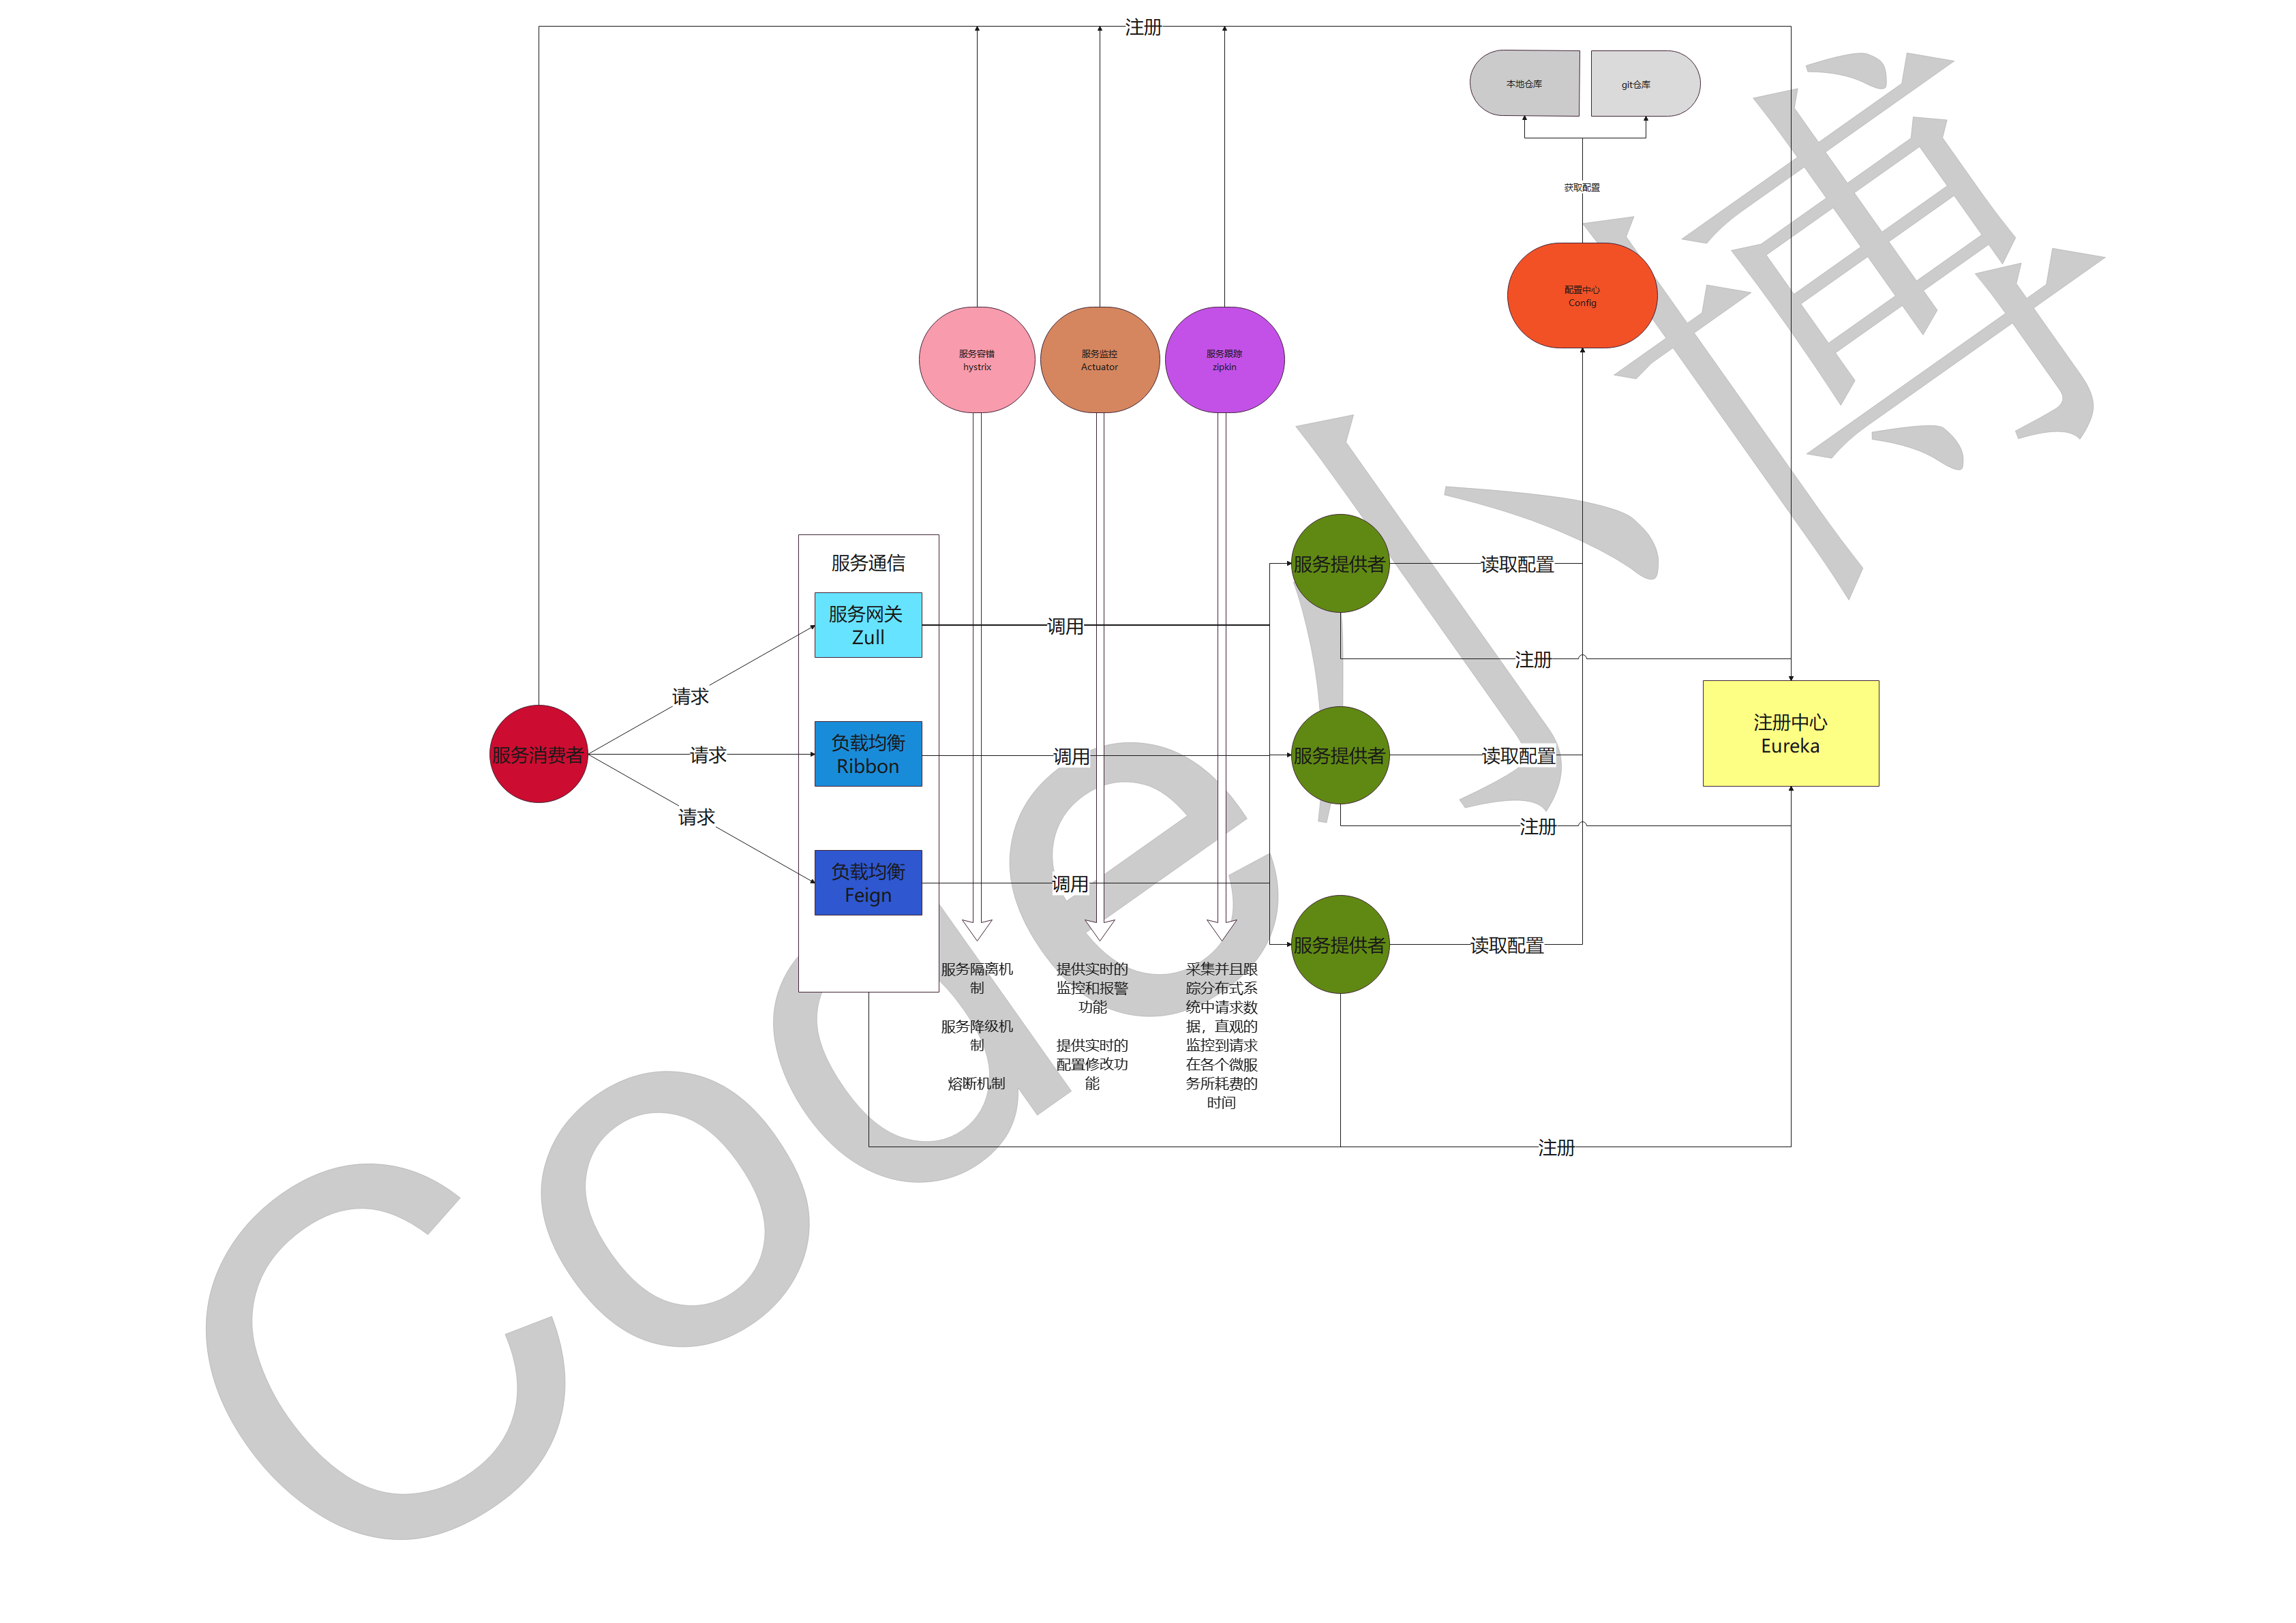 注册
本地仓库
git仓库
获取配置
配置中心
Config
服务容错
hystrix
服务监控
Actuator
服务跟踪
zipkin
服务通信
服务网关
Zull
负载均衡
Ribbon
负载均衡
Feign
服务消费者
请求
请求
请求
调用
调用
调用
服务提供者
服务提供者
服务提供者
读取配置
读取配置
读取配置
注册
注册
注册中心
Eureka
服务隔离机
制
服务降级机
制
熔断机制
提供实时的
监控和报警
功能
提供实时的
配置修改功
能
采集并且跟
踪分布式系
统中请求数
据，直观的
监控到请求
在各个微服
务所耗费的
时间
注册
Code小博